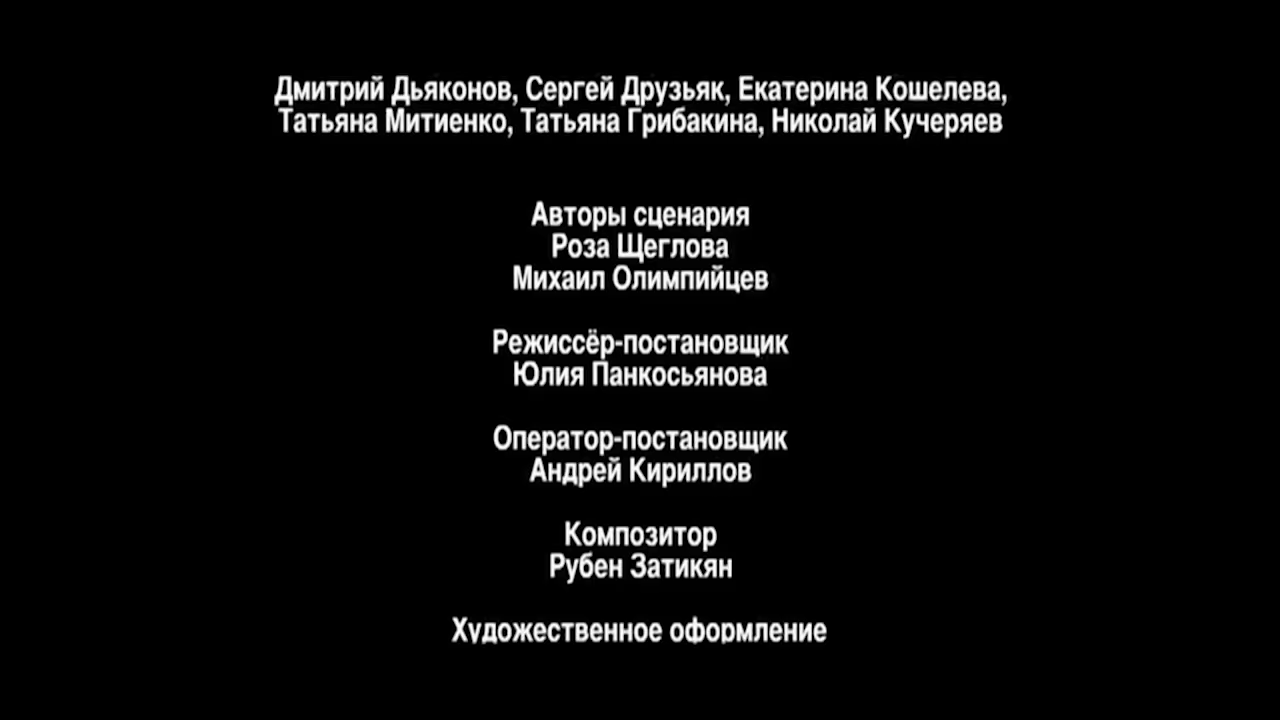 Дмитрий Дьяконов, Сергей Друзьяк, Екатерина Кошелева,
Татьяна Митиенко, Татьяна Грибакина, Николай Кучеряев
Авторы сценария
Роза Щеглова
Михаил Олимпийцев
Режиссёр-постановщик
Юлия Панкосьянова
Оператор-постановщик
Андрей Кириллов
Композитор
Рубен Затикян
Художественное оформление